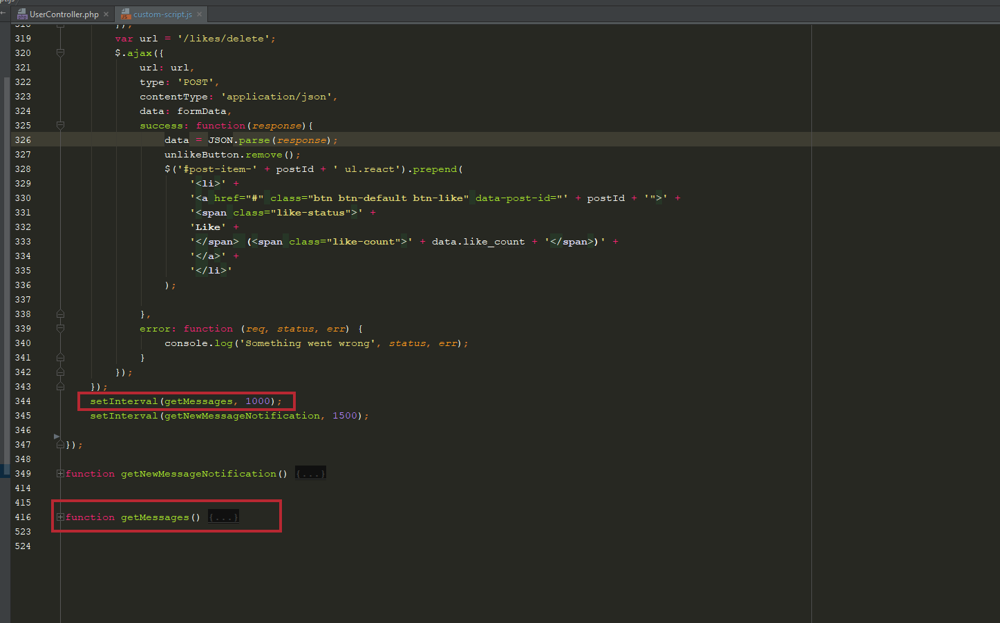 UserController.php
custom-script.js
318 });
319 var url = '/likes/delete';
320 $.ajax({
321 url: url,
322 type: 'POST',
323 contentType: 'application/json',
324 data: formData,
325 success: function(response){
326 data = JSON.parse(response);
327 unlikeButton.remove();
328 $('#post-item-' + postId + ' ul.react').prepend(
329 '<li>' +
330 '<a href="#" class="btn btn-default btn-like" data-post-id="' + postId + '">' +
331 '<span class="like-status">' +
332 'Like' +
333 '</span> (<span class="like-count">' + data.like_count + '</span>)' +
334 '</a>' +
335 '</li>'
336 );
337
338 },
339 error: function (req, status, err) {
340 console.log('Something went wrong', status, err);
341 }
342 });
343 });
344 setInterval(getMessages, 1000);
345 setInterval(getNewMessageNotification, 1500);
346
347 });
348
349 function getNewMessageNotification() {...}
414
415
416 function getMessages() {...}
523
524